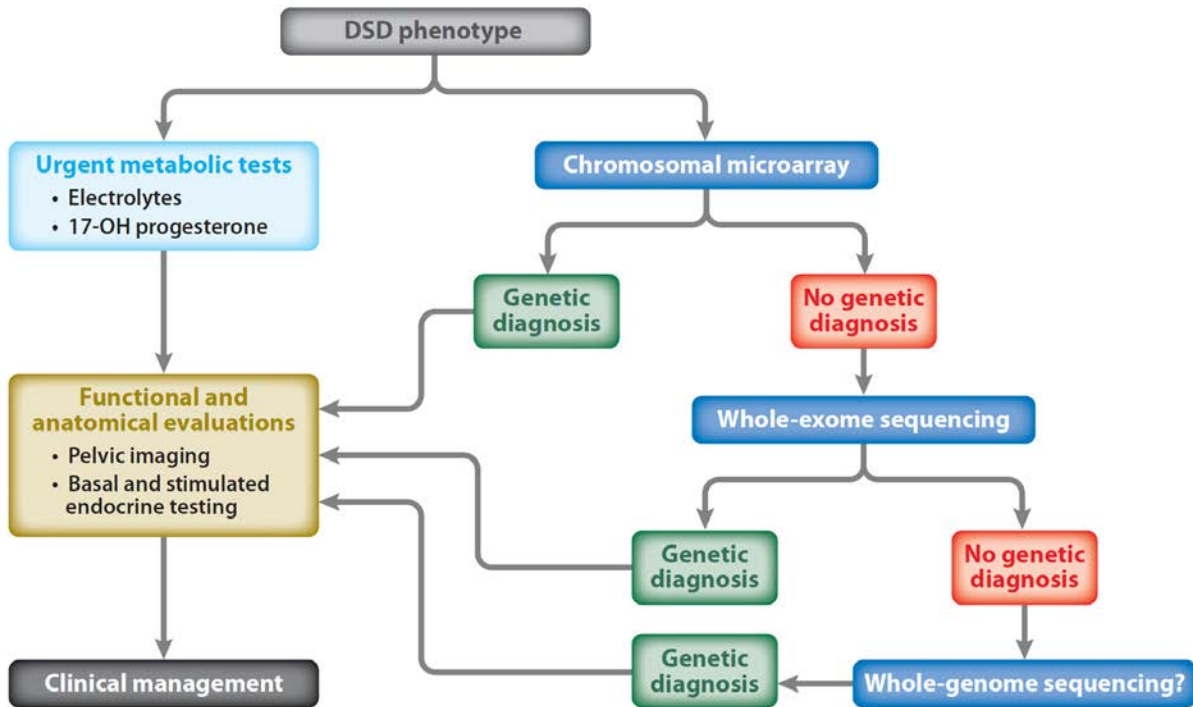 DSD phenotype
Urgent metabolic tests
• Electrolytes
• 17-OH progesterone
Chromosomal microarray
Genetic
diagnosis
No genetic
diagnosis
Functional and
anatomical evaluations
• Pelvic imaging
• Basal and stimulated
endocrine testing
Whole-exome sequencing
Genetic
diagnosis
No genetic
diagnosis
Clinical management
Genetic
diagnosis
Whole-genome sequencing?